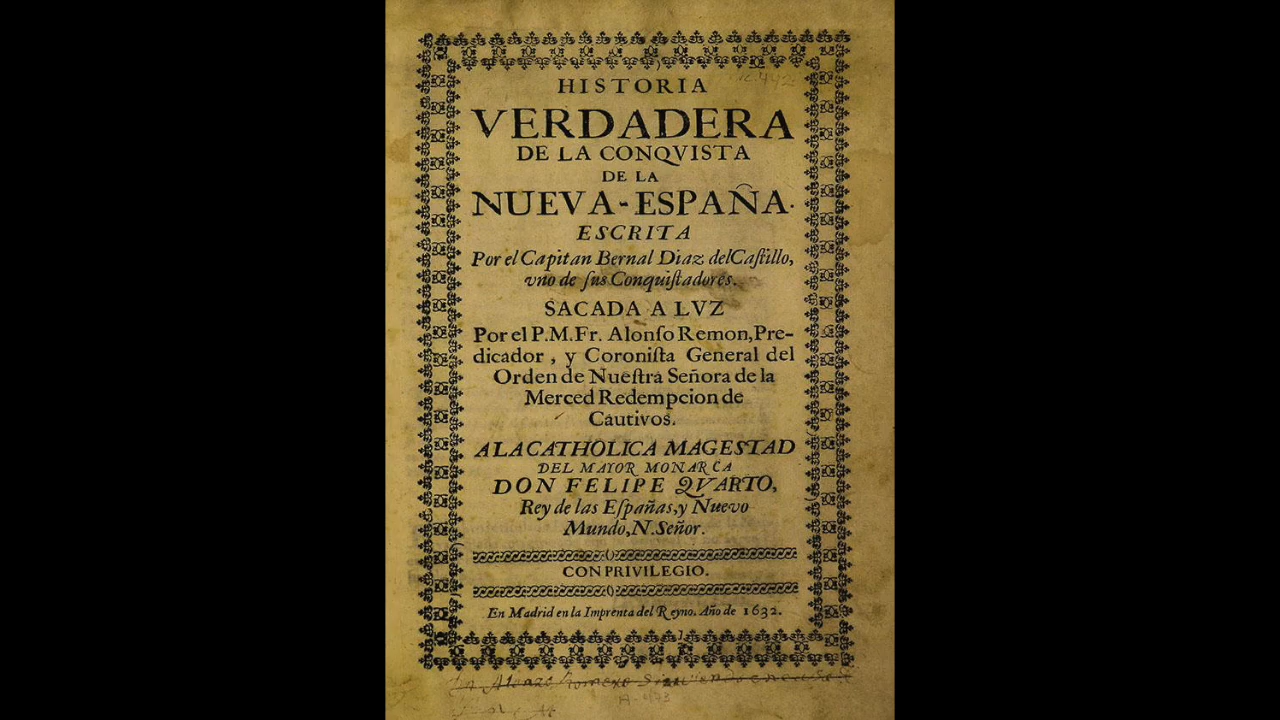 HISTORIA
VERDADERA
DE LA CONQVISTA
DE LA
NUEVA-ESPAÑA.
ESCRITA
Por el Capitan Bernal Diaz del Caſtillo,
vno de ſus Conquiſtadores.
SACADA A LVZ
Por el P.M.Fr. Alonſo Remon, Pre-
dicador, y Coroniſta General del
Orden de Nueſtra Señora de la
Merced Redempcion de
Cautivos.
A LA CATHOLICA MAGESTAD
DEL MAYOR MONARCA
DON FELIPE QVARTO,
Rey de las Eſpañas, y Nuevo
Mundo, N. Señor.
CON PRIVILEGIO.
En Madrid en la Imprenta del Reyno. Año de 1632.
Alonzo